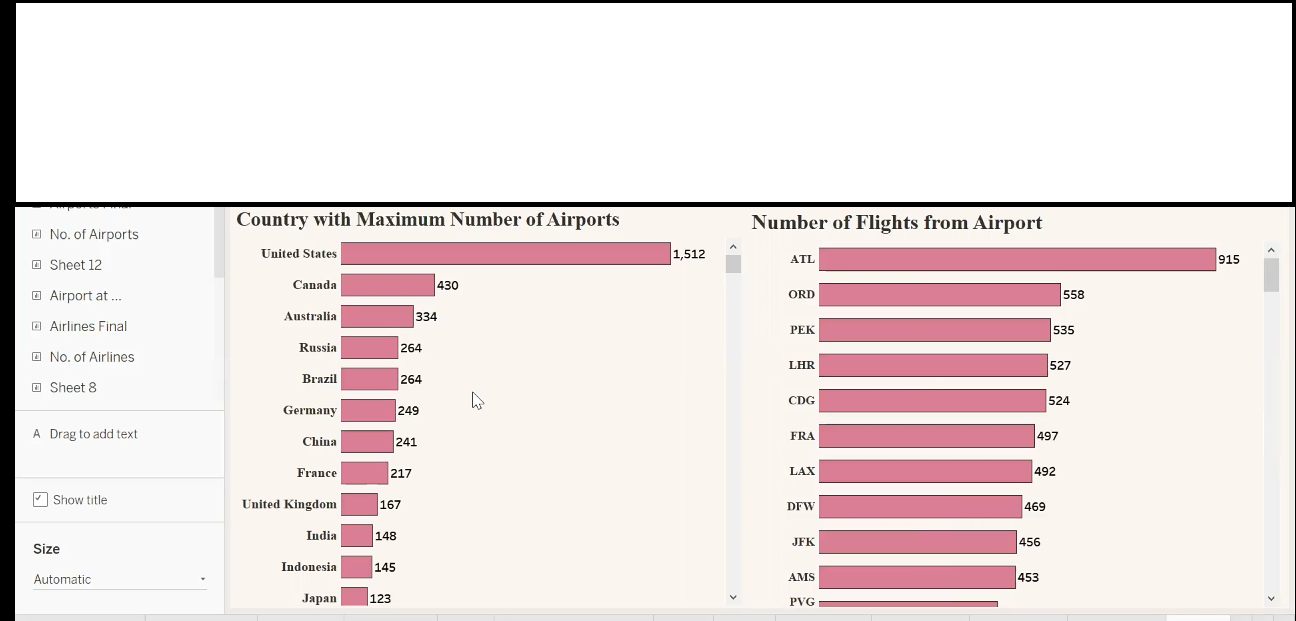 No. of Airports
Sheet 12
Airport at ...
Airlines Final
No. of Airlines
Sheet 8
A Drag to add text
Show title
Size
Automatic
Country with Maximum Number of Airports
United States 1,512
Canada 430
Australia 334
Russia 264
Brazil 264
Germany 249
China 241
France 217
United Kingdom 167
India 148
Indonesia 145
Japan 123
Number of Flights from Airport
ATL 915
ORD 558
PEK 535
LHR 527
CDG 524
FRA 497
LAX 492
DFW 469
JFK 456
AMS 453
PVG